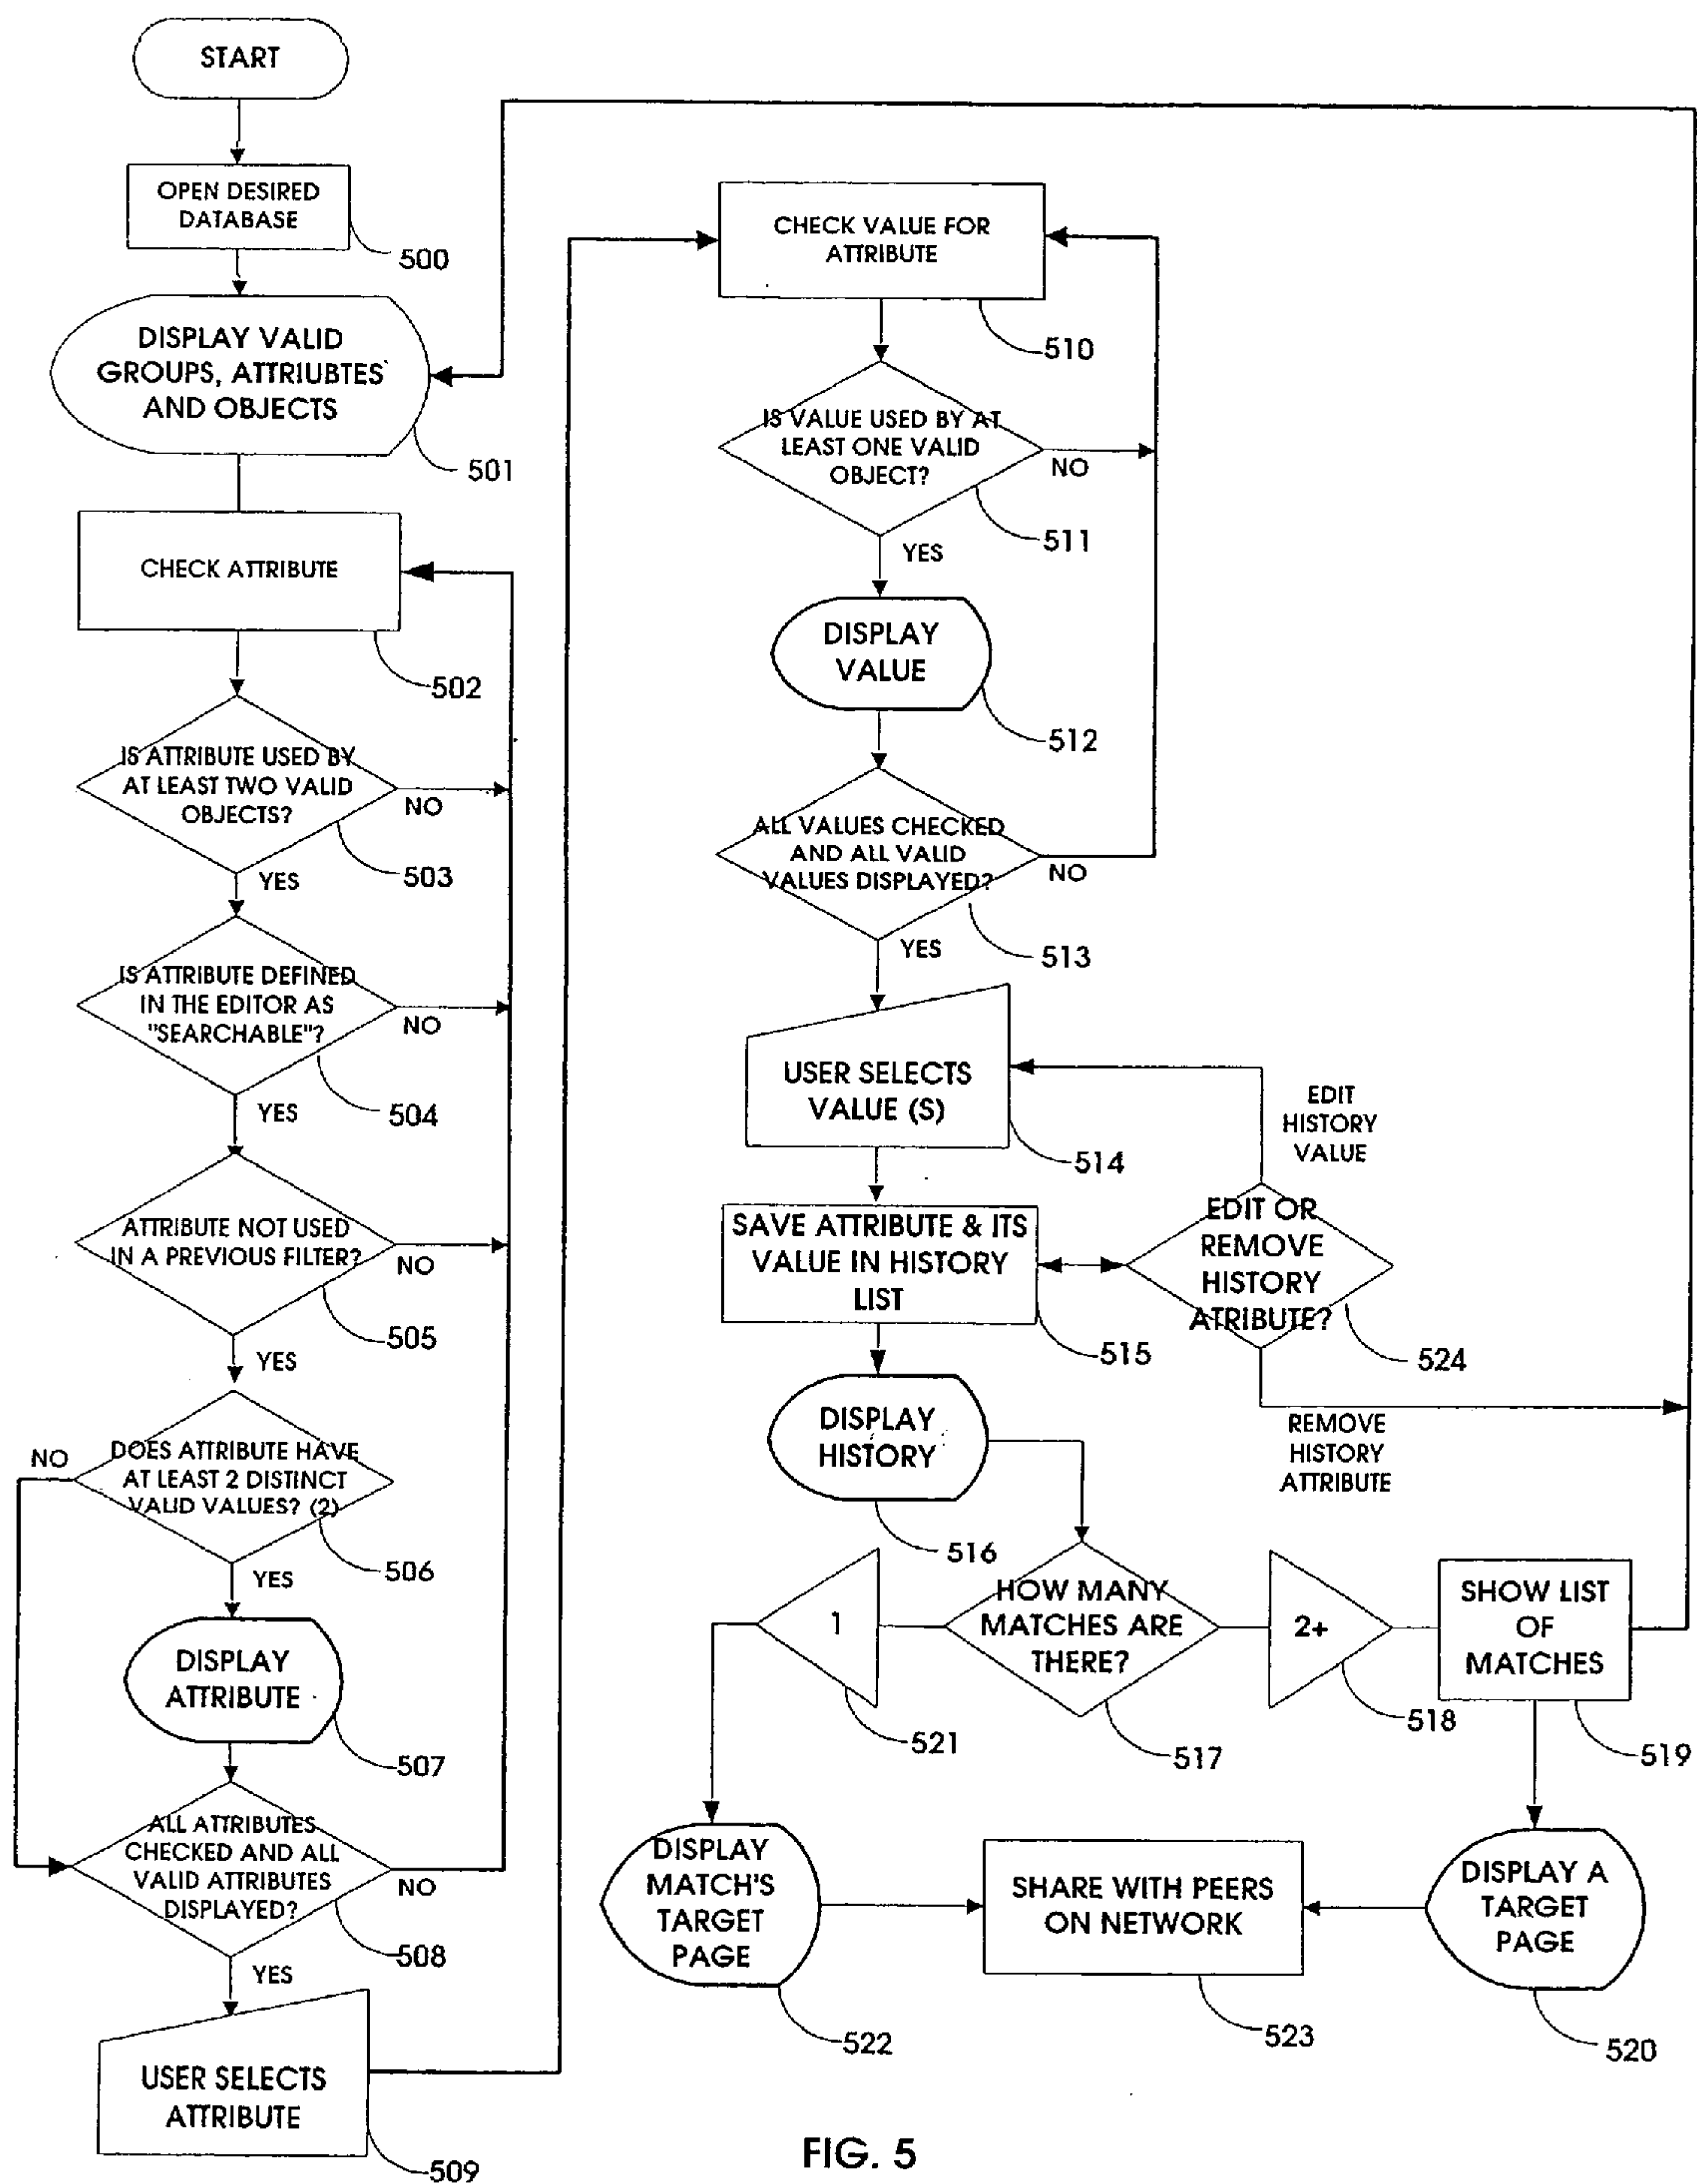 START
OPEN DESIRED
DATABASE
500
DISPLAY VALID
GROUPS, ATTRIUBTES
AND OBJECTS
501
CHECK ATTRIBUTE
502
IS ATTRIBUTE USED BY
AT LEAST TWO VALID
OBJECTS?
NO
503
YES
IS ATTRIBUTE DEFINED
IN THE EDITOR AS
"SEARCHABLE"?
NO
504
YES
ATTRIBUTE NOT USED
IN A PREVIOUS FILTER?
NO
505
YES
NO
DOES ATTRIBUTE HAVE
AT LEAST 2 DISTINCT
VALID VALUES? (2)
506
YES
DISPLAY
ATTRIBUTE
507
ALL ATTRIBUTES
CHECKED AND ALL
VALID ATTRIBUTES
DISPLAYED?
NO
508
YES
USER SELECTS
ATTRIBUTE
509
CHECK VALUE FOR
ATTRIBUTE
510
IS VALUE USED BY AT
LEAST ONE VALID
OBJECT?
NO
511
YES
DISPLAY
VALUE
512
ALL VALUES CHECKED
AND ALL VALID
VALUES DISPLAYED?
NO
513
YES
USER SELECTS
VALUE (S)
514
EDIT
HISTORY
VALUE
SAVE ATTRIBUTE & ITS
VALUE IN HISTORY
LIST
515
EDIT OR
REMOVE
HISTORY
ATRIBUTE?
524
REMOVE
HISTORY
ATTRIBUTE
DISPLAY
HISTORY
516
HOW MANY
MATCHES ARE
THERE?
517
1
521
2+
518
SHOW LIST
OF
MATCHES
519
DISPLAY
MATCH'S
TARGET
PAGE
522
SHARE WITH PEERS
ON NETWORK
523
DISPLAY A
TARGET
PAGE
520
FIG. 5